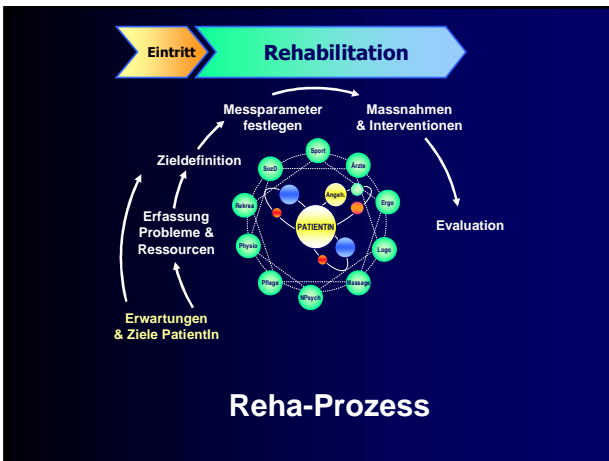 Eintritt
Rehabilitation
Messparameter
festlegen
Massnahmen
& Interventionen
Zieldefinition
Erfassung
Probleme &
Ressourcen
Erwartungen
& Ziele PatientIn
Evaluation
Sport
SozD
Ärzte
Angeh.
Rekrea
Ergo
PATIENTIN
Physio
Logo
Pflege
Massage
NPsych
Reha-Prozess